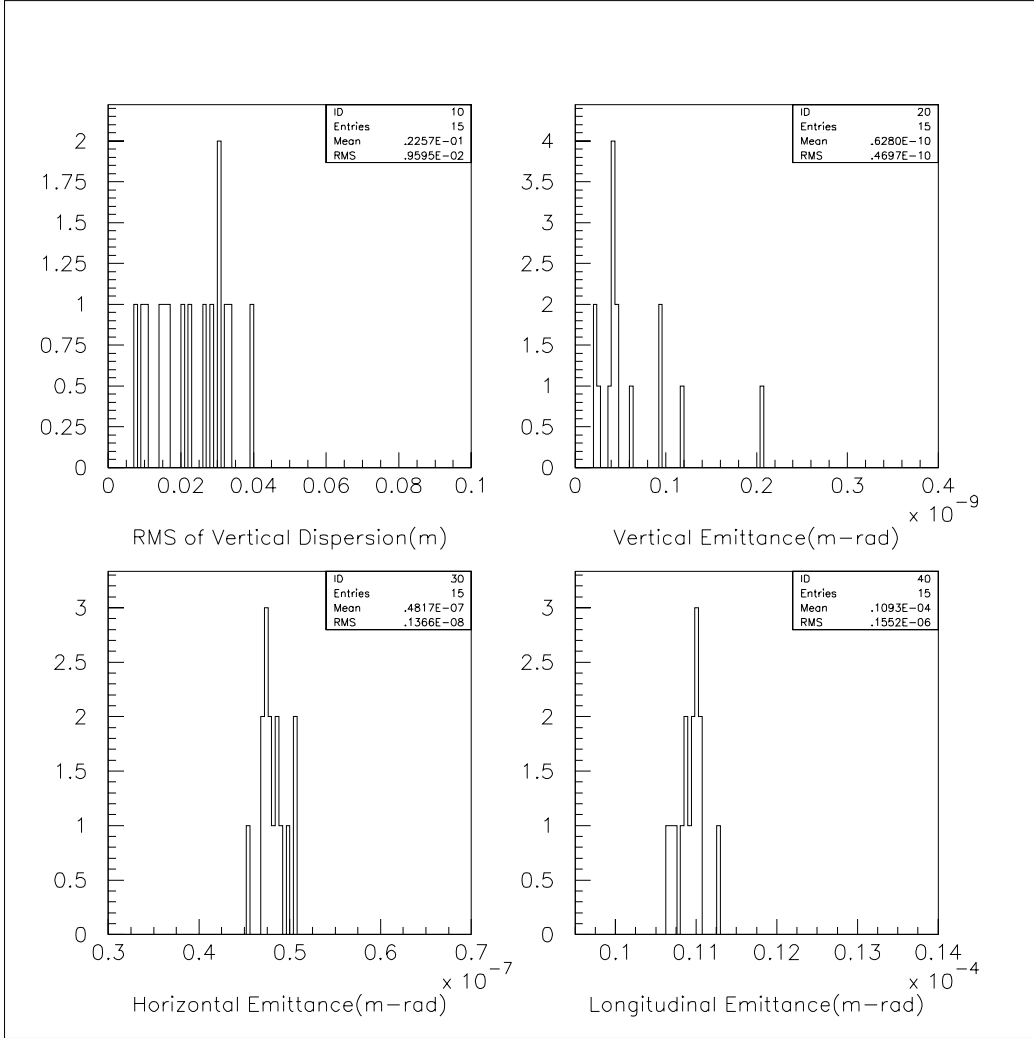 ID 10
Entries 15
Mean .2257E-01
RMS .9595E-02
2
1.75
1.5
1.25
1
0.75
0.5
0.25
0
0 0.02 0.04 0.06 0.08 0.1
RMS of Vertical Dispersion(m)
ID 20
Entries 15
Mean .6280E-10
RMS .4697E-10
4
3.5
3
2.5
2
1.5
1
0.5
0
0 0.1 0.2 0.3 0.4
x 10-9
Vertical Emittance(m-rad)
ID 30
Entries 15
Mean .4817E-07
RMS .1366E-08
3
2.5
2
1.5
1
0.5
0
0.3 0.4 0.5 0.6 0.7
x 10-7
Horizontal Emittance(m-rad)
ID 40
Entries 15
Mean .1093E-04
RMS .1552E-06
3
2.5
2
1.5
1
0.5
0
0.1 0.11 0.12 0.13 0.14
x 10-4
Longitudinal Emittance(m-rad)